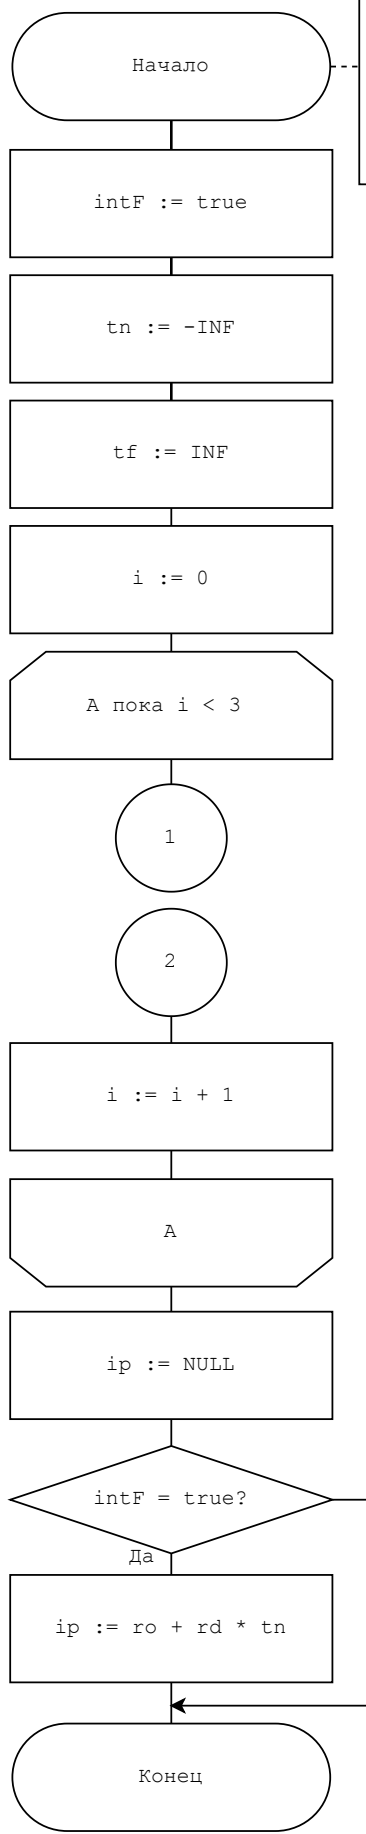 Начало
intF := true
tn := -INF
tf := INF
i := 0
А пока i < 3
1
2
i := i + 1
А
ip := NULL
intF = true?
Да
ip := ro + rd * tn
Конец